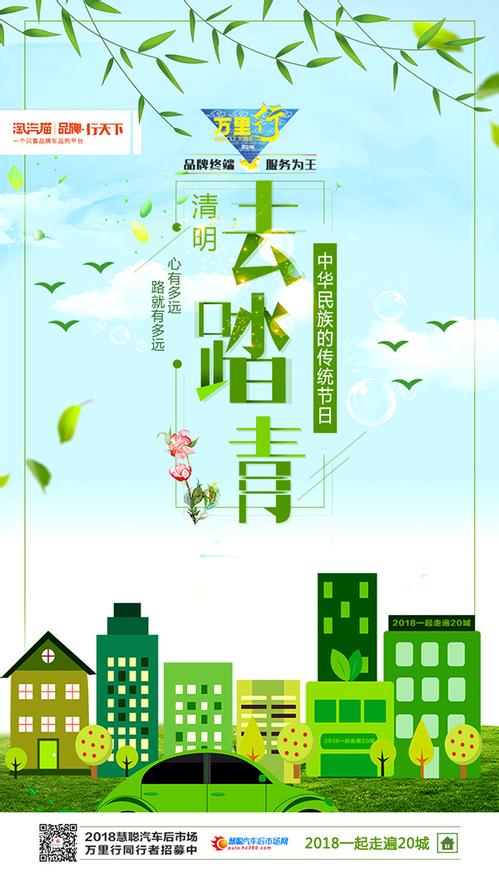 淘汽猫 品牌·行天下
一个只售品牌车品的平台
万里行
2018
品牌终端 服务为王
清明
去踏青
心有多远
路就有多远
中华民族的传统节日
2018一起走遍20城
2018一起走遍20城
2018慧聪汽车后市场
万里行同行者招募中
慧聪汽车后市场网
auto.hc360.com
2018一起走遍20城